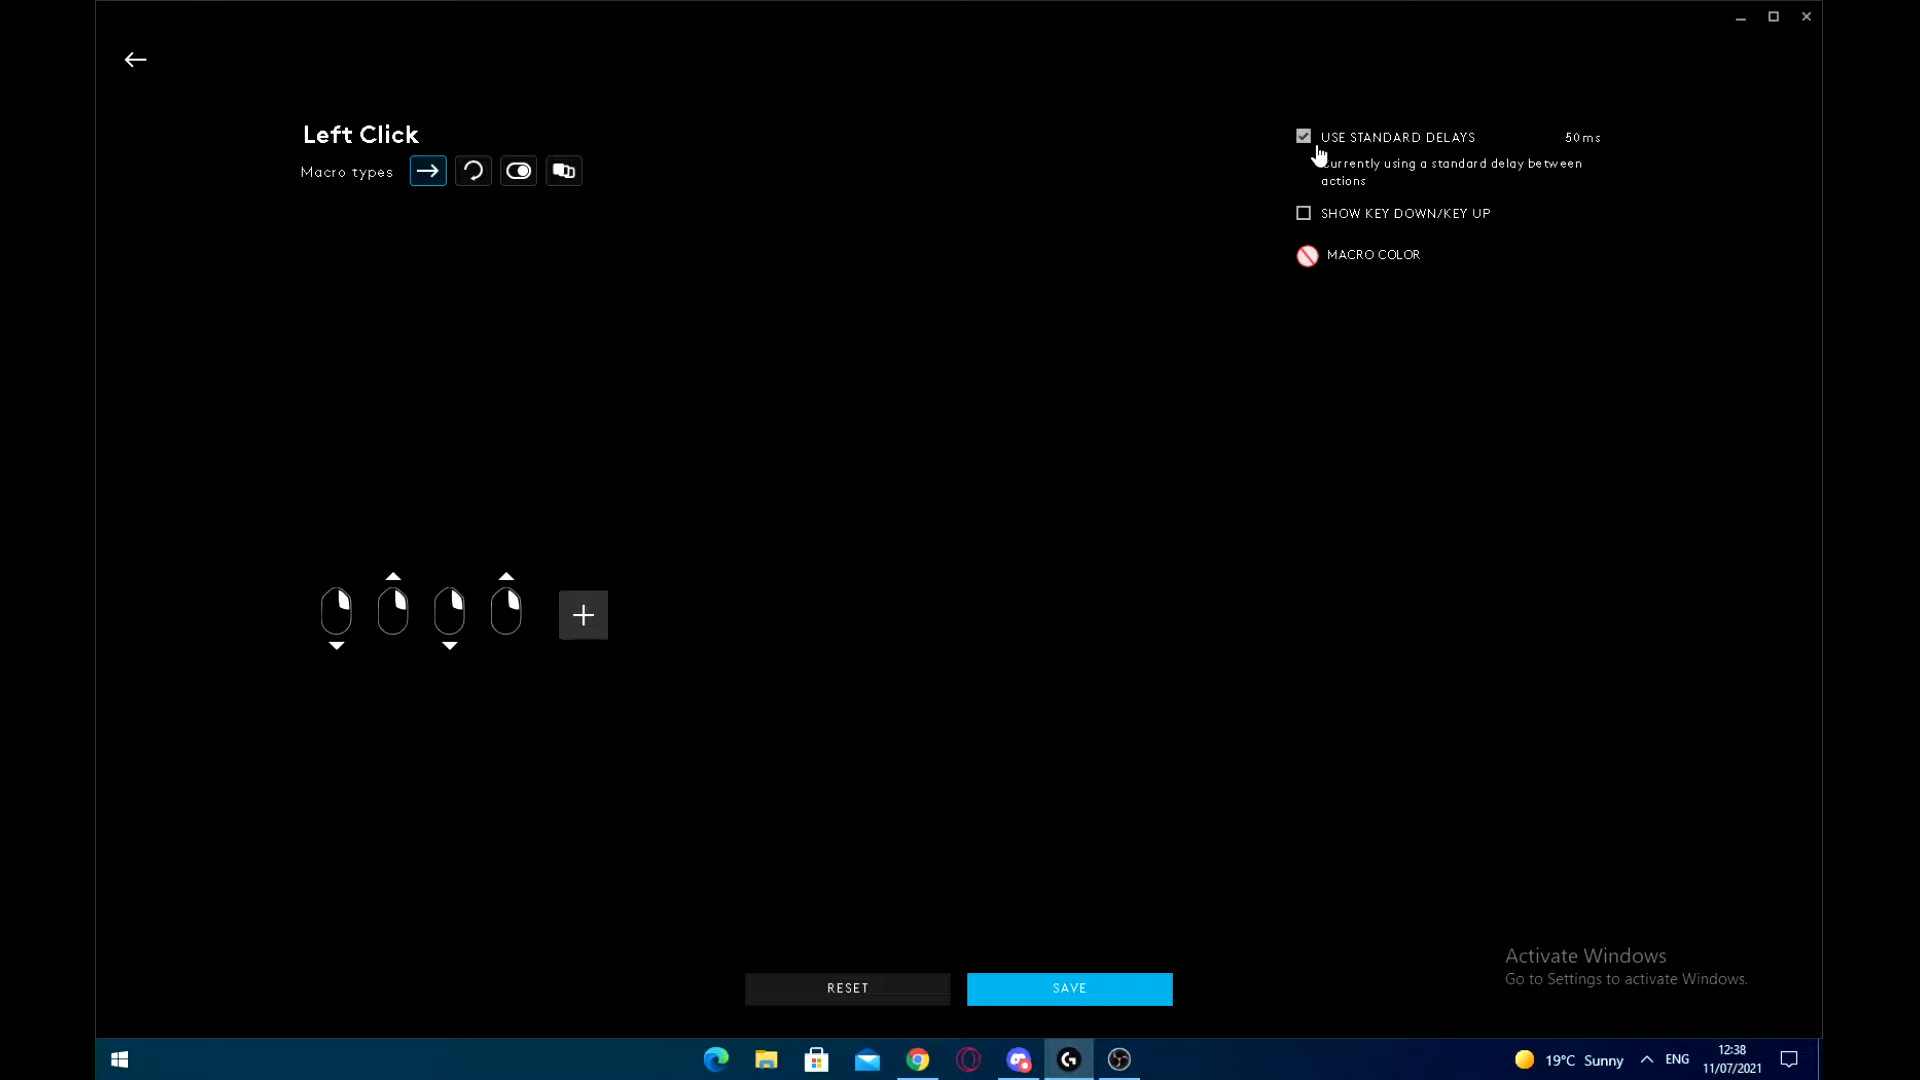 Left Click
Macro types
USE STANDARD DELAYS 50ms
Currently using a standard delay between
actions
SHOW KEY DOWN/KEY UP
MACRO COLOR
RESET
SAVE
Activate Windows
Go to Settings to activate Windows.
19°C Sunny
ENG
12:38
11/07/2021